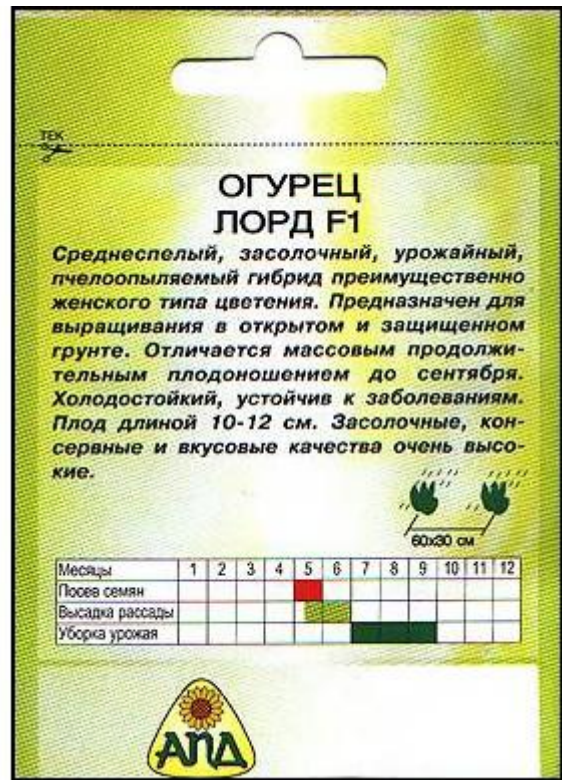 ТЕК
ОГУРЕЦ
ЛОРД F1
Среднеспелый, засолочный, урожайный,
пчелоопыляемый гибрид преимущественно
женского типа цветения. Предназначен для
выращивания в открытом и защищенном
грунте. Отличается массовым продолжи-
тельным плодоношением до сентября.
Холодостойкий, устойчив к заболеваниям.
Плод длиной 10-12 см. Засолочные, кон-
сервные и вкусовые качества очень высо-
кие.
60х30 см
Месяцы 1 2 3 4 5 6 7 8 9 10 11 12
Посев семян
Высадка рассады
Уборка урожая
АПД